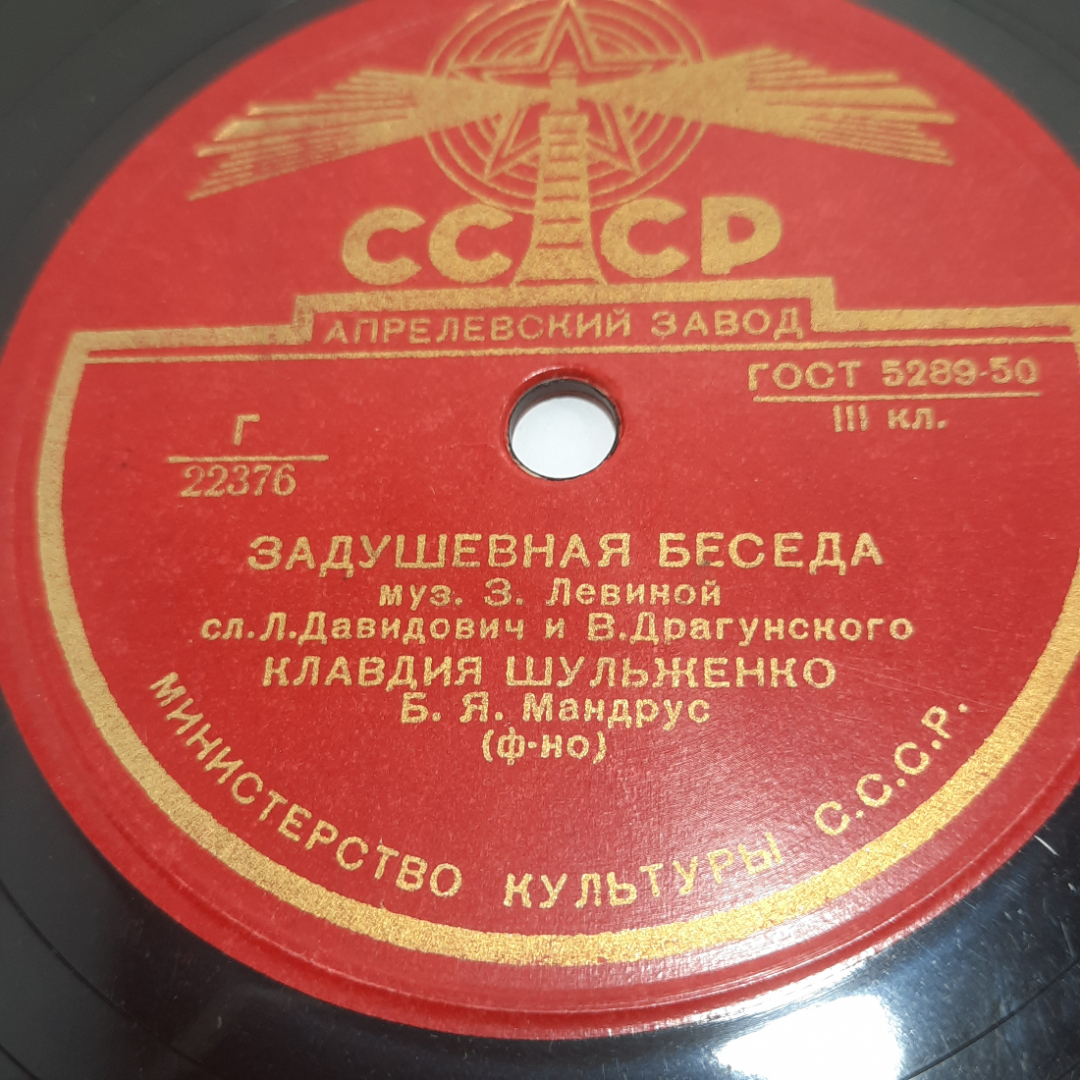 СССР
АПРЕЛЕВСКИЙ ЗАВОД
ГОСТ 5289-50
III кл.
Г
22376
ЗАДУШЕВНАЯ БЕСЕДА
муз. З. Левиной
сл.Л.Давидович и В.Драгунского
КЛАВДИЯ ШУЛЬЖЕНКО
Б. Я. Мандрус
(ф-но)
МИНИСТЕРСТВО КУЛЬТУРЫ С.С.С.Р.